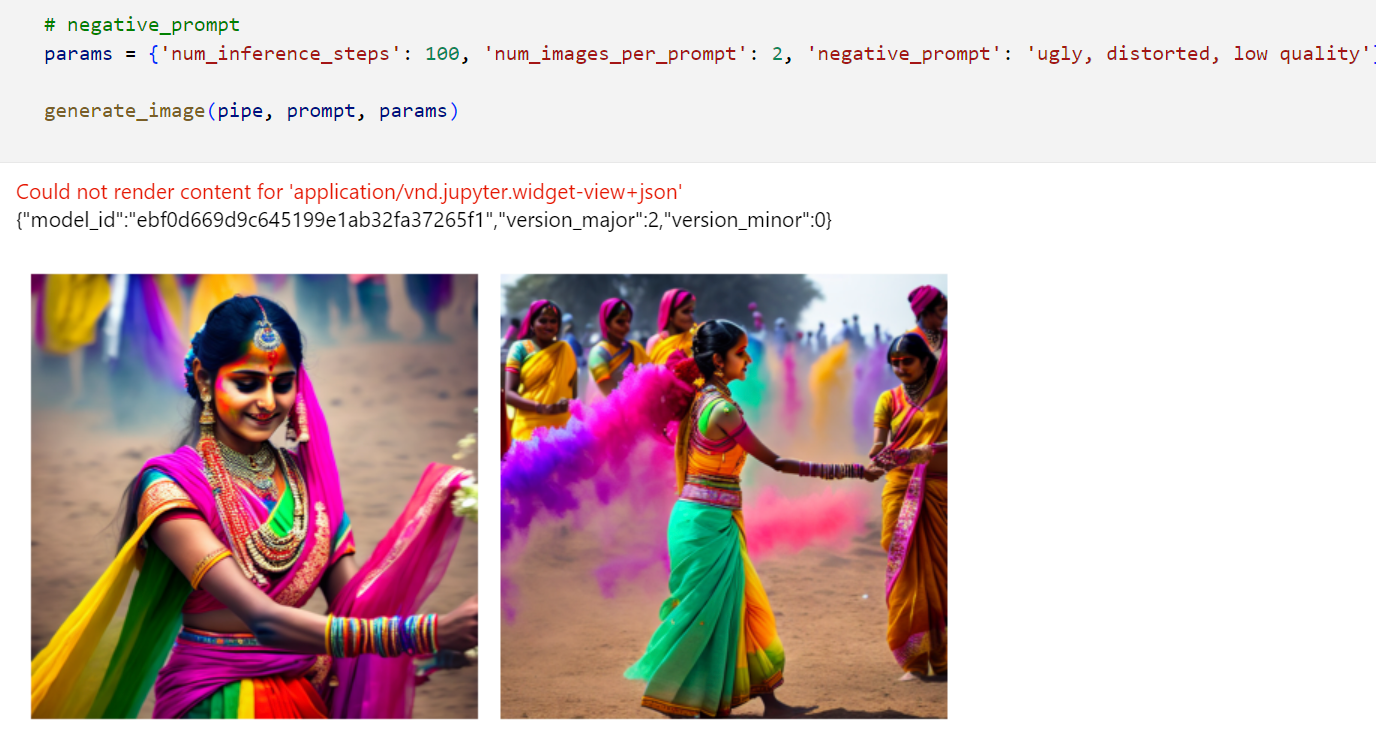 # negative_prompt
params = {'num_inference_steps': 100, 'num_images_per_prompt': 2, 'negative_prompt': 'ugly, distorted, low quality'}
generate_image(pipe, prompt, params)
Could not render content for 'application/vnd.jupyter.widget-view+json'
{"model_id":"ebf0d669d9c645199e1ab32fa37265f1","version_major":2,"version_minor":0}